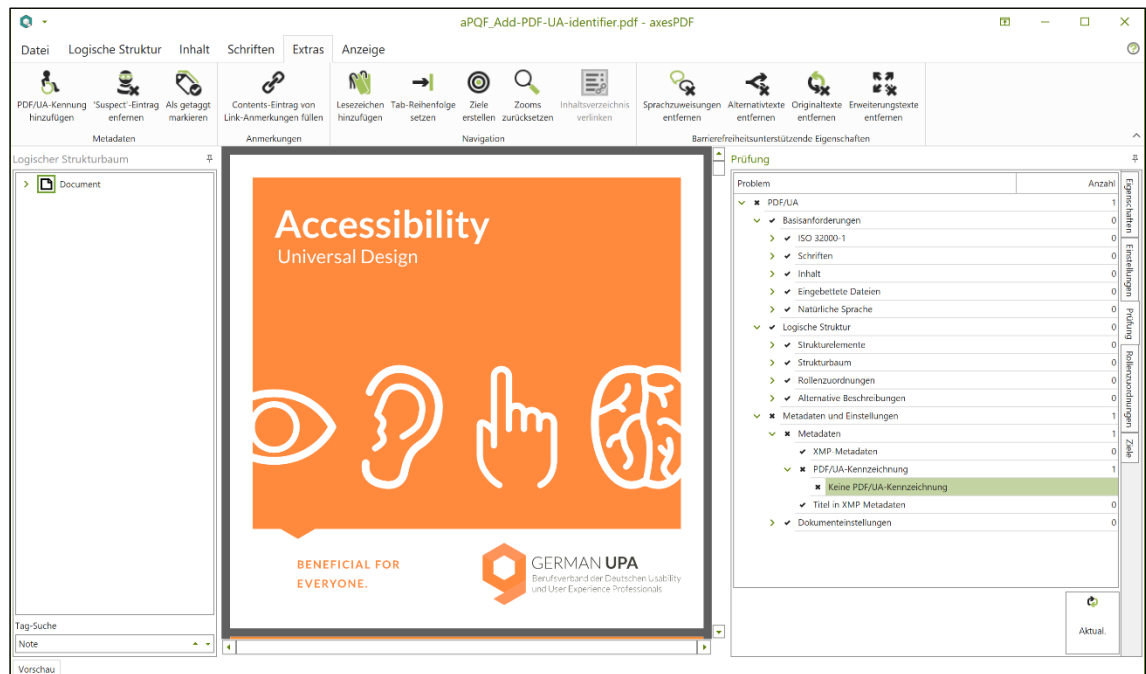 aPQF_Add-PDF-UA-identifier.pdf - axesPDF
Datei Logische Struktur Inhalt Schriften Extras Anzeige
PDF/UA-Kennung hinzufügen
'Suspect'-Eintrag enfernen
Als getaggt markieren
Metadaten
Contents-Eintrag von Link-Anmerkungen füllen
Anmerkungen
Lesezeichen hinzufügen
Tab-Reihenfolge setzen
Ziele erstellen
Zooms zurücksetzen
Inhaltsverzeichnis verlinken
Navigation
Sprachzuweisungen entfernen
Alternativtexte entfernen
Originaltexte entfernen
Erweiterungstexte entfernen
Barrierefreiheitsunterstützende Eigenschaften
Logischer Strukturbaum
Document
Tag-Suche
Note
Vorschau
Accessibility
Universal Design
BENEFICIAL FOR
EVERYONE.
GERMAN UPA
Berufsverband der Deutschen Usability
und User Experience Professionals
Prüfung
Problem Anzahl
PDF/UA 1
Basisanforderungen 0
ISO 32000-1 0
Schriften 0
Inhalt 0
Eingebettete Dateien 0
Natürliche Sprache 0
Logische Struktur 0
Strukturelemente 0
Strukturbaum 0
Rollenzuordnungen 0
Alternative Beschreibungen 0
Metadaten und Einstellungen 1
Metadaten 1
XMP-Metadaten 0
PDF/UA-Kennzeichnung 1
Keine PDF/UA-Kennzeichnung
Titel in XMP Metadaten 0
Dokumenteinstellungen 0
Aktual.
Eigenschaften
Einstellungen
Prüfung
Rollenzuordnungen
Ziele